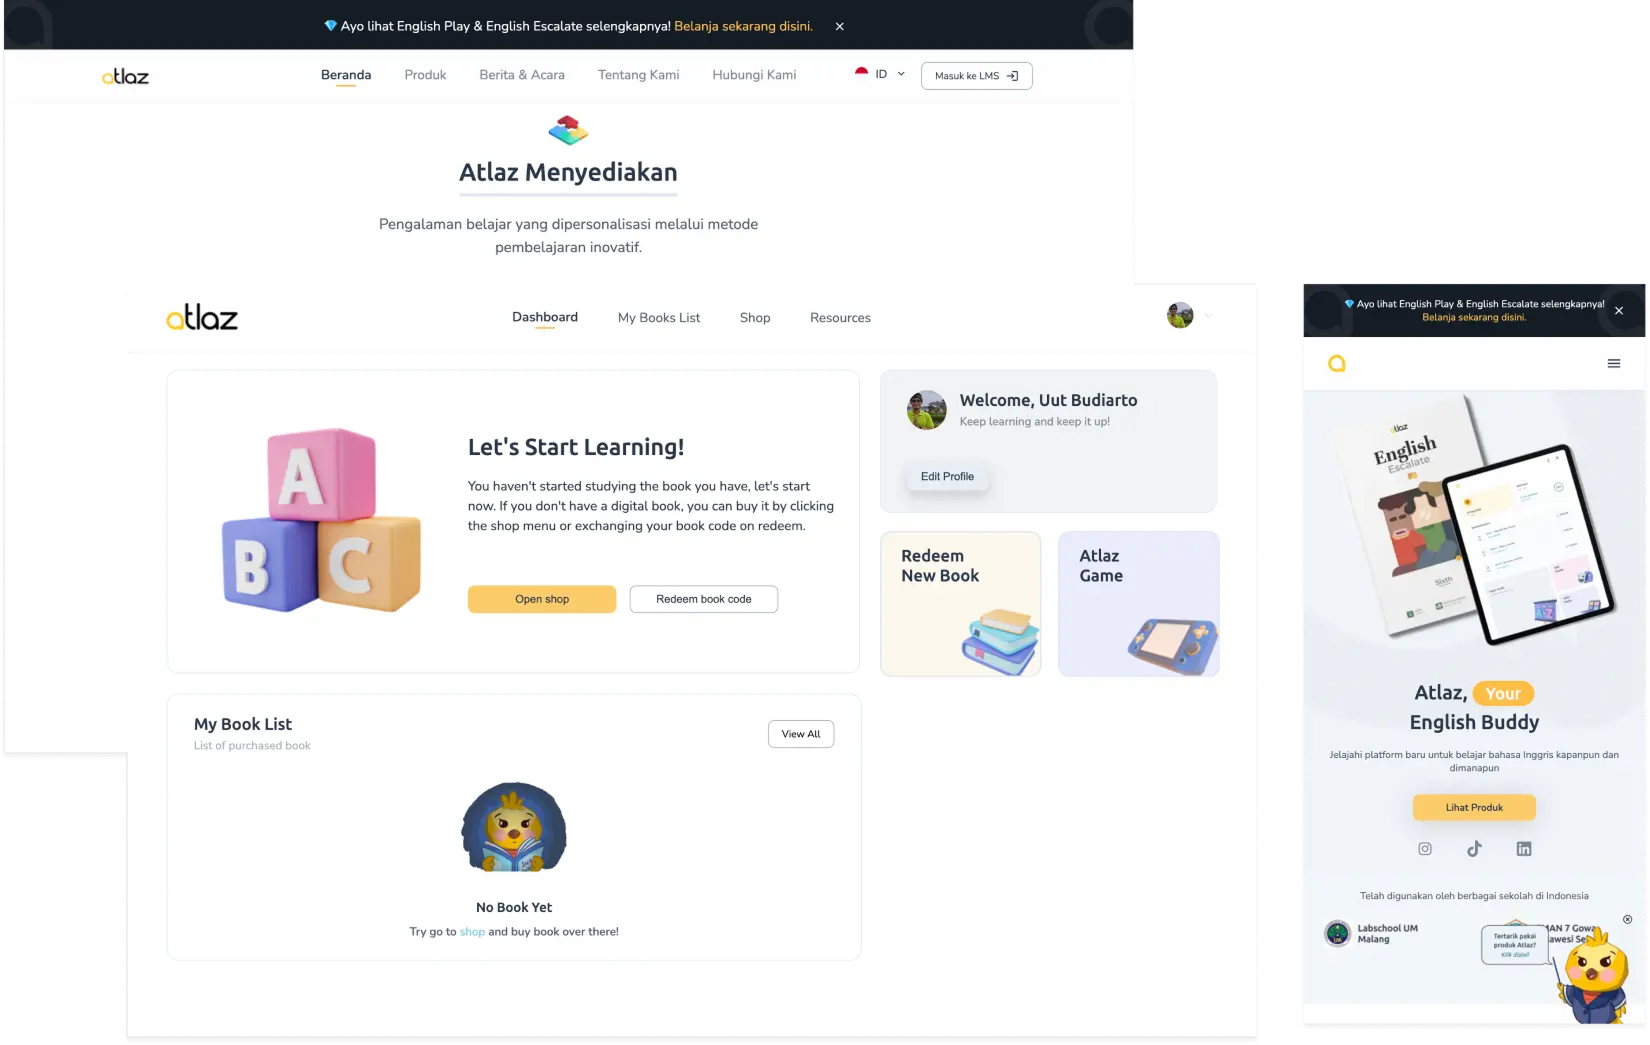 💎 Ayo lihat English Play & English Escalate selengkapnya! Belanja sekarang disini.
atlaz
Beranda
Produk
Berita & Acara
Tentang Kami
Hubungi Kami
ID
Masuk ke LMS
Atlaz Menyediakan
Pengalaman belajar yang dipersonalisasi melalui metode
pembelajaran inovatif.
atlaz
Dashboard
My Books List
Shop
Resources
Let's Start Learning!
You haven't started studying the book you have, let's start
now. If you don't have a digital book, you can buy it by clicking
the shop menu or exchanging your book code on redeem.
Open shop
Redeem book code
A
B
C
Welcome, Uut Budiarto
Keep learning and keep it up!
Edit Profile
Redeem
New Book
Atlaz
Game
My Book List
List of purchased book
View All
No Book Yet
Try go to shop and buy book over there!
💎 Ayo lihat English Play & English Escalate selengkapnya!
Belanja sekarang disini.
atlaz
English
Escalate
Sixth
Atlaz, Your
English Buddy
Jelajahi platform baru untuk belajar bahasa Inggris kapanpun dan
dimanapun
Lihat Produk
Telah digunakan oleh berbagai sekolah di Indonesia
Labschool UM
Malang
MAN 7 Gowa
Tertarik pakai
produk Atlaz?
Klik disini!